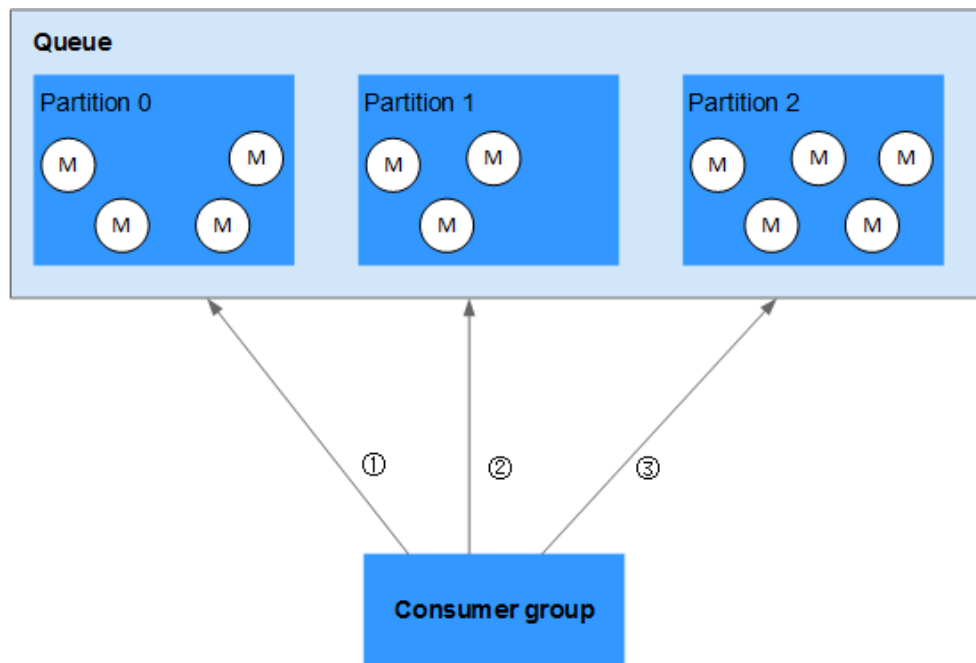 Queue
Partition 0 Partition 1 Partition 2
M M M M M M M
M M M M M
① ② ③
Consumer group